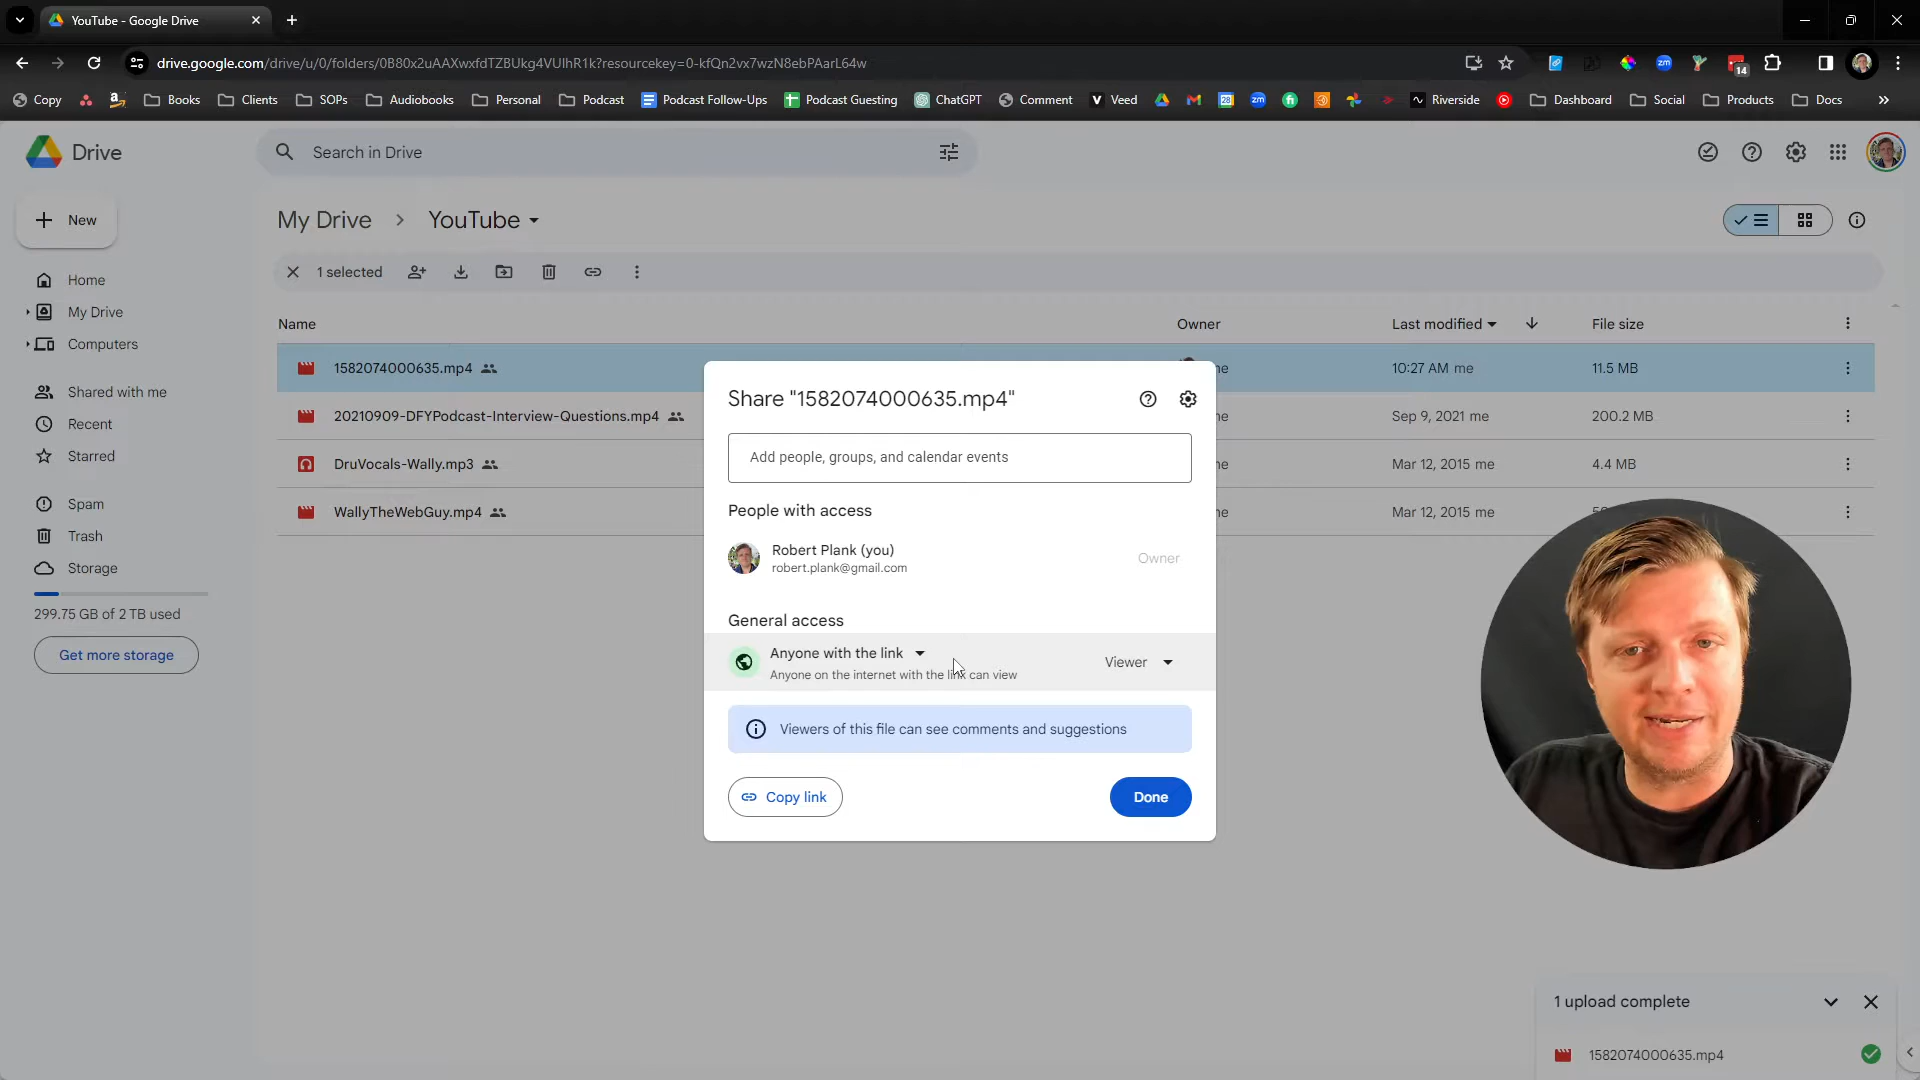 YouTube - Google Drive
drive.google.com/drive/u/0/folders/0B80x2uAAXwxfdTZBUkg4VUlhR1k?resourcekey=0-kfQn2vx7wzN8ebPAarL64w
14
Copy Books Clients SOPs Audiobooks Personal Podcast Podcast Follow-Ups Podcast Guesting ChatGPT Comment Veed Riverside Dashboard Social Products Docs
Drive
Search in Drive
New
My Drive > YouTube
1 selected
Home
My Drive
Computers
Shared with me
Recent
Starred
Spam
Trash
Storage
299.75 GB of 2 TB used
Get more storage
Name Owner Last modified File size
1582074000635.mp4 me 10:27 AM me 11.5 MB
20210909-DFYPodcast-Interview-Questions.mp4 me Sep 9, 2021 me 200.2 MB
DruVocals-Wally.mp3 me Mar 12, 2015 me 4.4 MB
WallyTheWebGuy.mp4 me Mar 12, 2015 me
Share "1582074000635.mp4"
Add people, groups, and calendar events
People with access
Robert Plank (you)
robert.plank@gmail.com
Owner
General access
Anyone with the link
Anyone on the internet with the link can view
Viewer
Viewers of this file can see comments and suggestions
Copy link
Done
1 upload complete
1582074000635.mp4